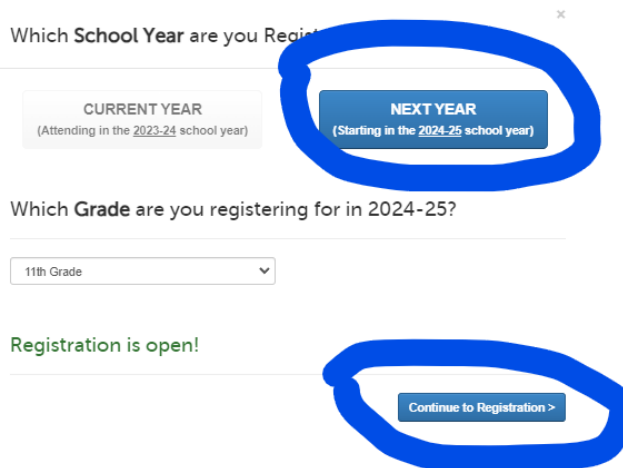 ×
Which School Year are you
CURRENT YEAR
(Attending in the 2023-24 school year)
NEXT YEAR
(Starting in the 2024-25 school year)
Which Grade are you registering for in 2024-25?
11th Grade
Registration is open!
Continue to Registration >